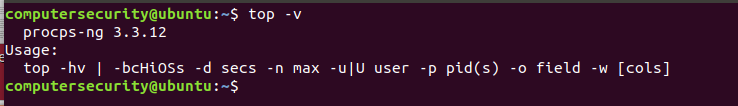 computersecurity@ubuntu:~$ top -v
  procps-ng 3.3.12
Usage:
  top -hv | -bcHiOSs -d secs -n max -u|U user -p pid(s) -o field -w [cols]
computersecurity@ubuntu:~$